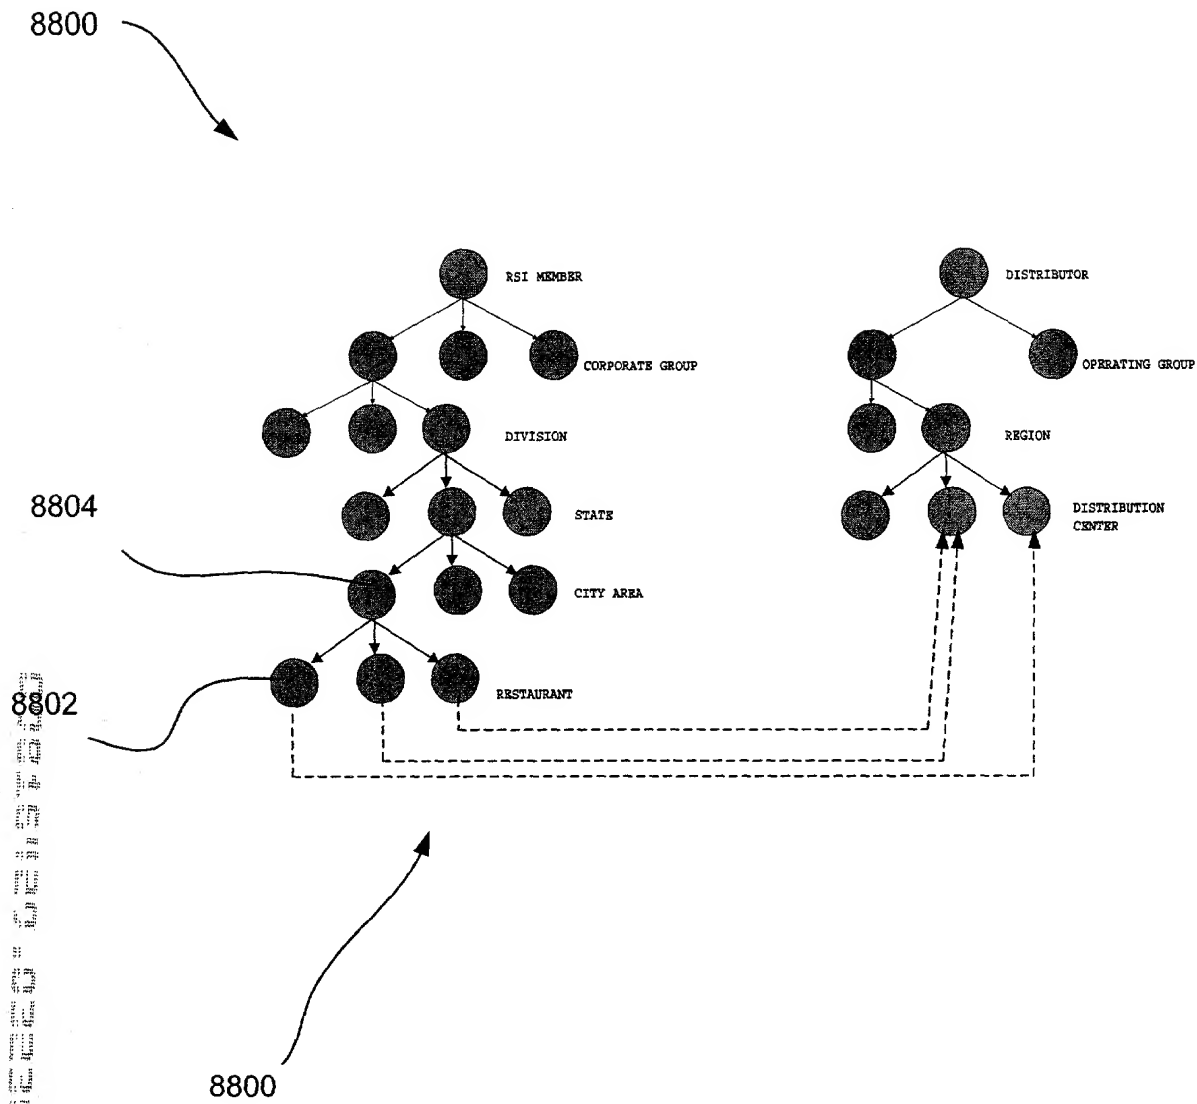 8800
RSI MEMBER
DISTRIBUTOR
CORPORATE GROUP
OPERATING GROUP
DIVISION
REGION
8804
STATE
DISTRIBUTION
CENTER
CITY AREA
8802
RESTAURANT
8800